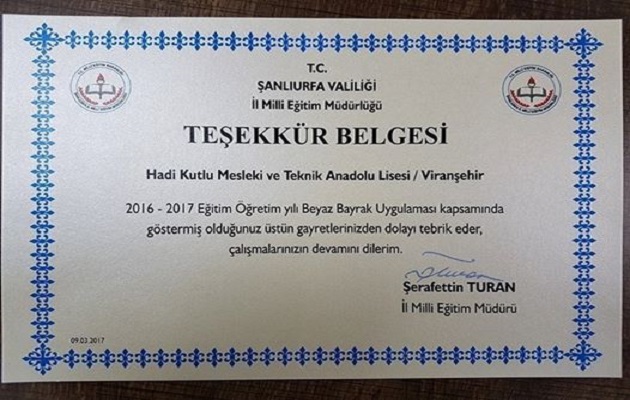 T.C.
ŞANLIURFA VALİLİĞİ
İl Milli Eğitim Müdürlüğü
TEŞEKKÜR BELGESİ
Hadi Kutlu Mesleki ve Teknik Anadolu Lisesi / Viranşehir
2016 - 2017 Eğitim Öğretim yılı Beyaz Bayrak Uygulaması kapsamında
göstermiş olduğunuz üstün gayretlerinizden dolayı tebrik eder,
çalışmalarınızın devamını dilerim.
Şerafettin TURAN
İl Milli Eğitim Müdürü
09.03.2017